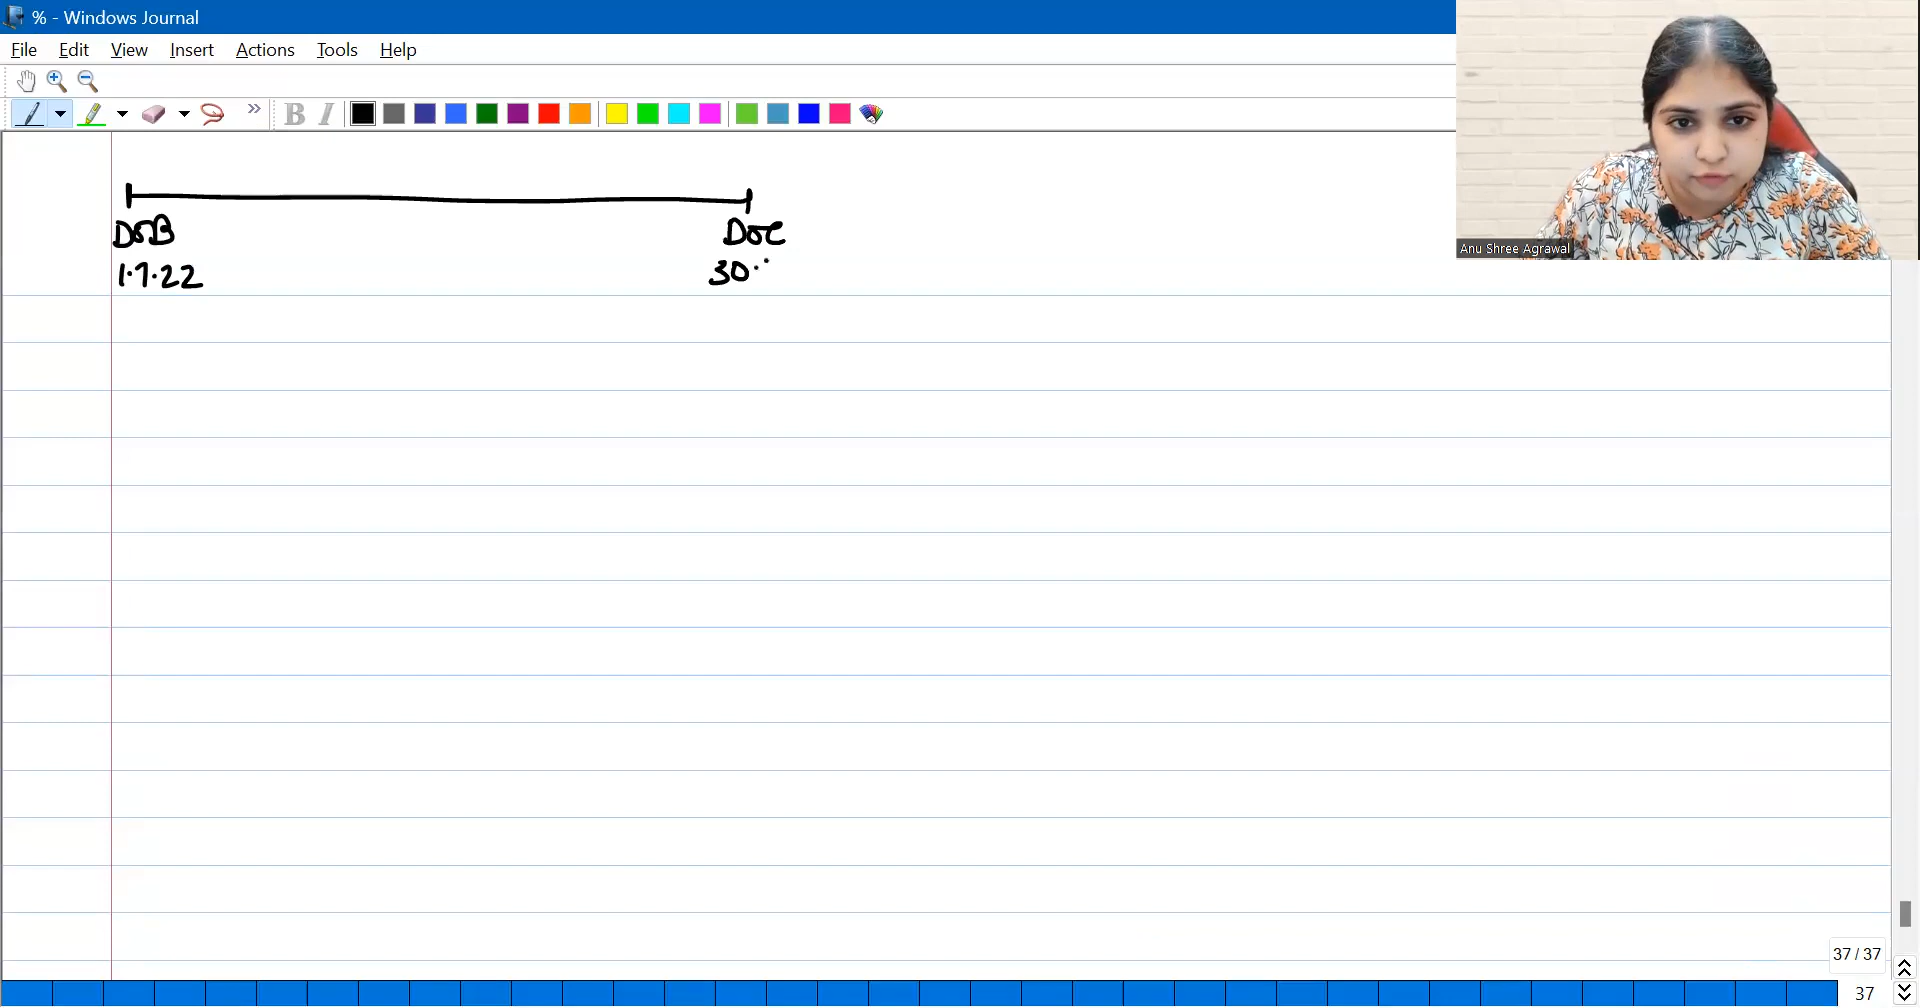 % - Windows Journal
File Edit View Insert Actions Tools Help
B I
Anu Shree Agrawal
DOB DOC
1.7.22 30.
37 / 37
37